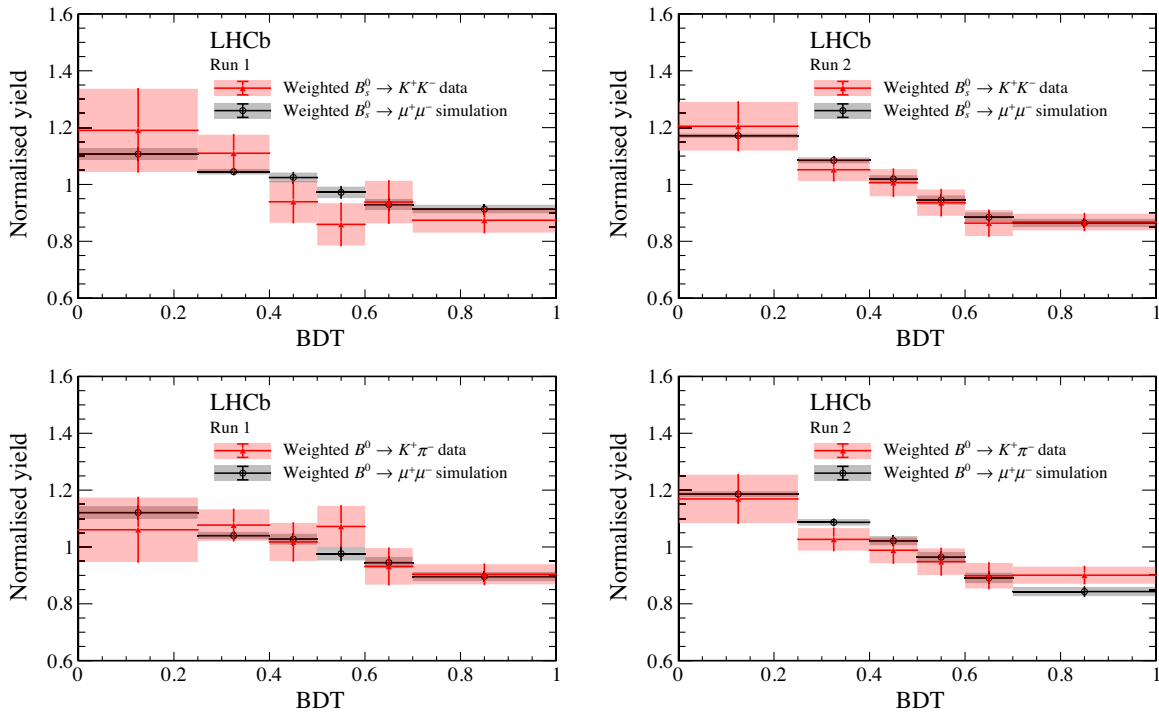 LHCb
Run 1
Weighted B⁰ₛ → K⁺K⁻ data
Weighted B⁰ₛ → μ⁺μ⁻ simulation
Normalised yield
1.6
1.4
1.2
1
0.8
0.6
0 0.2 0.4 0.6 0.8 1
BDT
LHCb
Run 2
Weighted B⁰ₛ → K⁺K⁻ data
Weighted B⁰ₛ → μ⁺μ⁻ simulation
Normalised yield
1.6
1.4
1.2
1
0.8
0.6
0 0.2 0.4 0.6 0.8 1
BDT
LHCb
Run 1
Weighted B⁰ → K⁺π⁻ data
Weighted B⁰ → μ⁺μ⁻ simulation
Normalised yield
1.6
1.4
1.2
1
0.8
0.6
0 0.2 0.4 0.6 0.8 1
BDT
LHCb
Run 2
Weighted B⁰ → K⁺π⁻ data
Weighted B⁰ → μ⁺μ⁻ simulation
Normalised yield
1.6
1.4
1.2
1
0.8
0.6
0 0.2 0.4 0.6 0.8 1
BDT